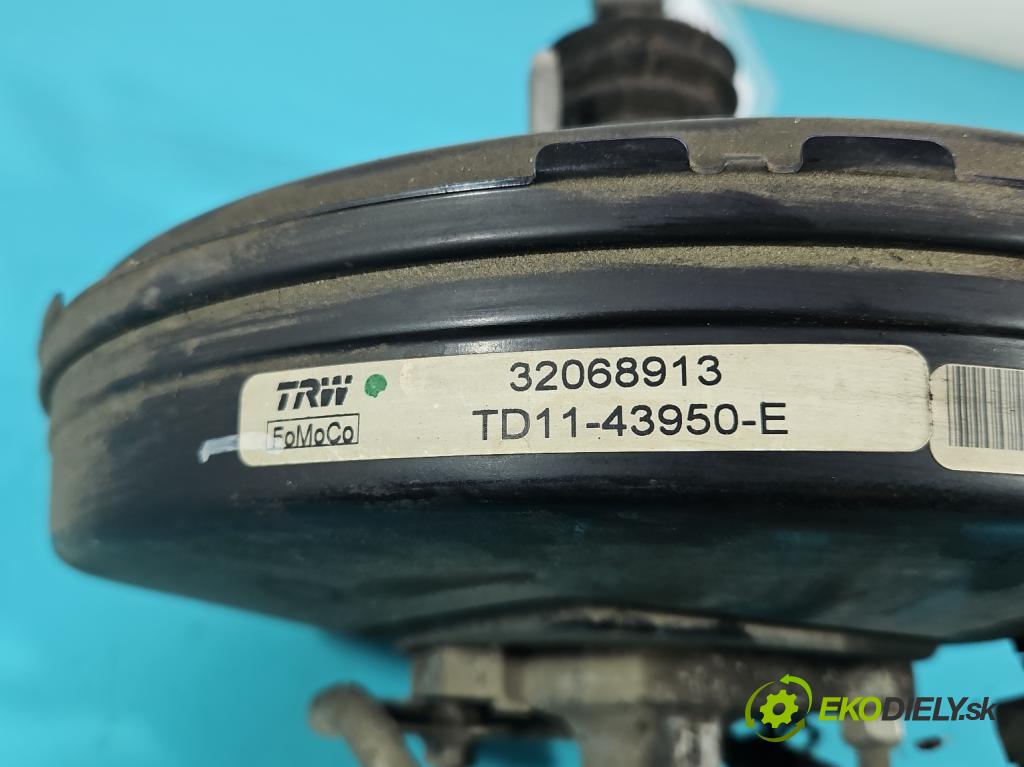 TRW
32068913
FoMoCo
TD11-43950-E
EKODIELY.sk